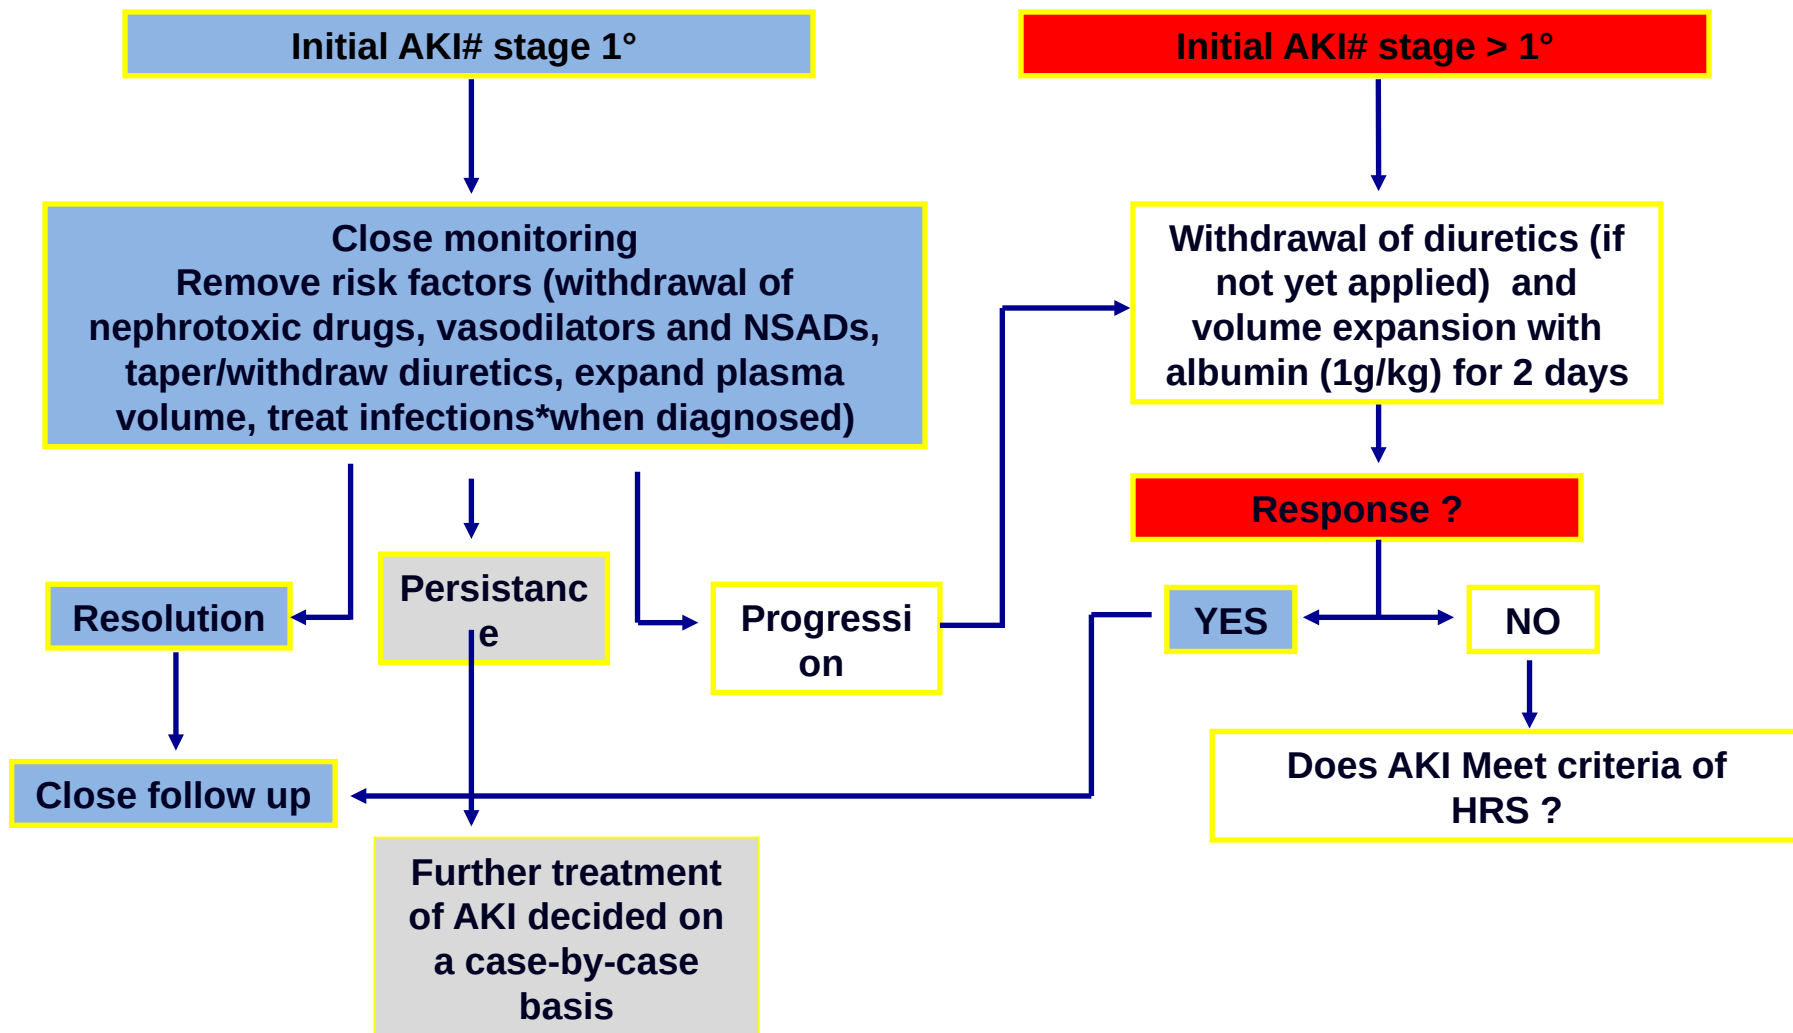 Initial AKI# stage 1°
Initial AKI# stage > 1°
Close monitoring
Remove risk factors (withdrawal of
nephrotoxic drugs, vasodilators and NSADs,
taper/withdraw diuretics, expand plasma
volume, treat infections*when diagnosed)
Withdrawal of diuretics (if
not yet applied)  and
volume expansion with
albumin (1g/kg) for 2 days
Response ?
Resolution
Persistanc
e
Progressi
on
YES
NO
Close follow up
Does AKI Meet criteria of
HRS ?
Further treatment
of AKI decided on
a case-by-case
basis